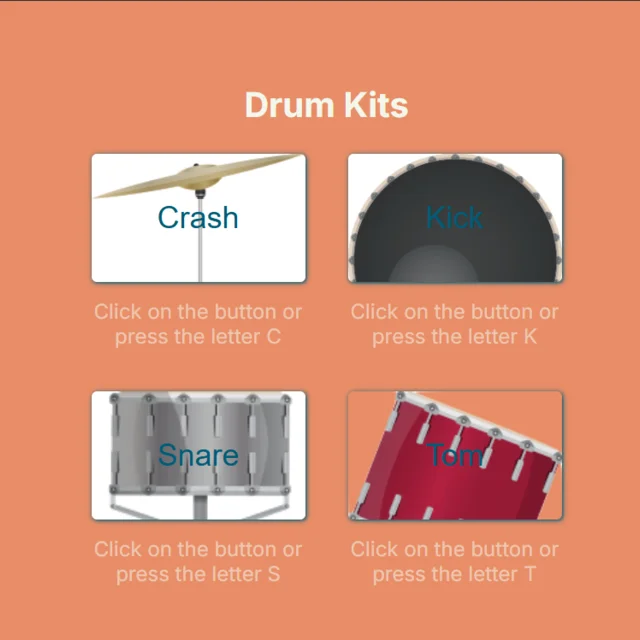 Drum Kits
Crash
Kick
Click on the button or
press the letter C
Click on the button or
press the letter K
Snare
Tom
Click on the button or
press the letter S
Click on the button or
press the letter T